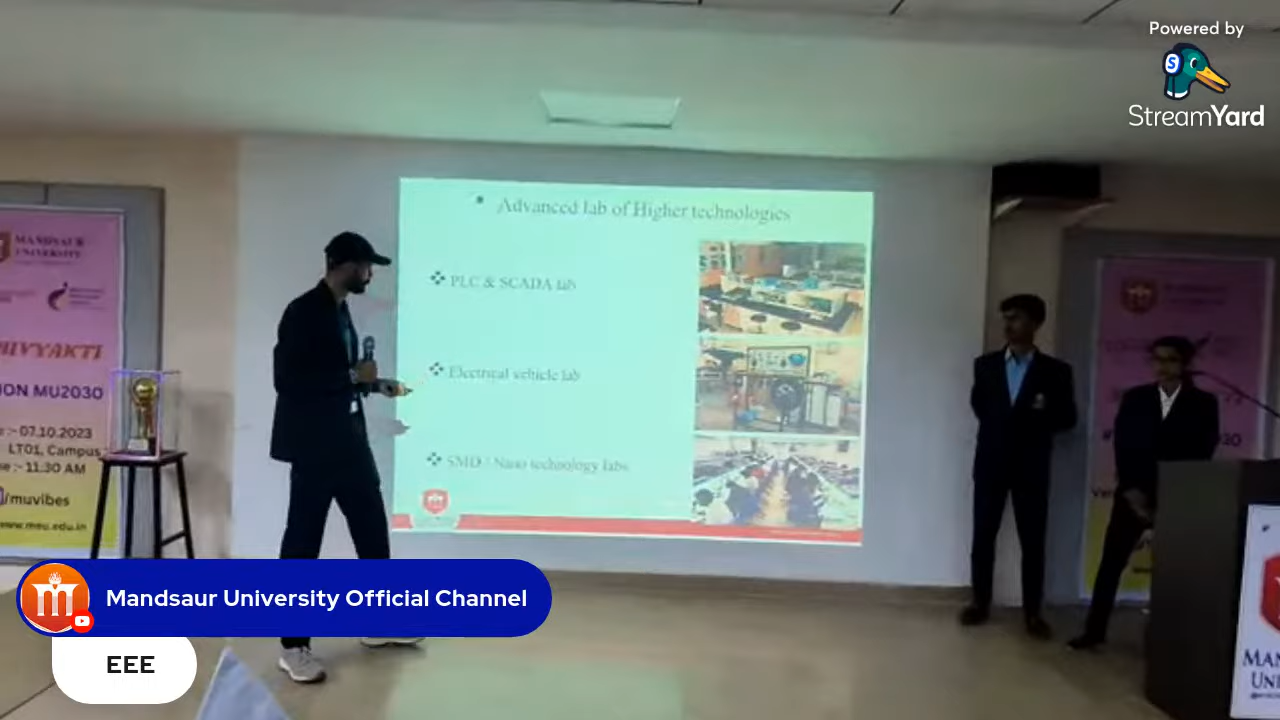 Powered by
StreamYard
Advanced lab of Higher technologies
PLC & SCADA lab
Electrical vehicle lab
SMD / Nano technology labs
MANDSAUR
UNIVERSITY
ION MU2030
:- 07.10.2023
LT01, Campus
:- 11.30 AM
/muvibes
www.meu.edu.in
Mandsaur University Official Channel
EEE